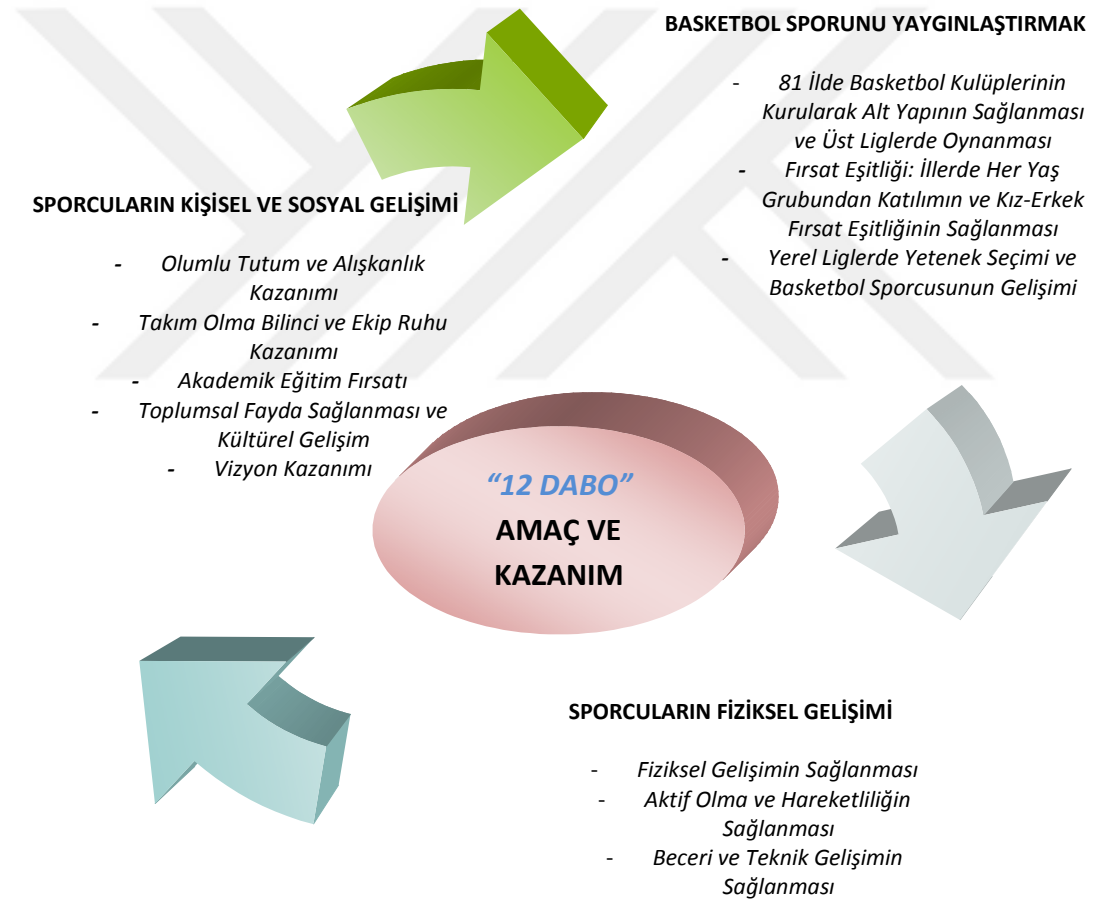 BASKETBOL SPORUNU YAYGINLAŞTIRMAK
- 81 İlde Basketbol Kulüplerinin
Kurularak Alt Yapının Sağlanması
ve Üst Liglerde Oynanması
- Fırsat Eşitliği: İllerde Her Yaş
Grubundan Katılımın ve Kız-Erkek
Fırsat Eşitliğinin Sağlanması
- Yerel Liglerde Yetenek Seçimi ve
Basketbol Sporcusunun Gelişimi
SPORCULARIN KİŞİSEL VE SOSYAL GELİŞİMİ
- Olumlu Tutum ve Alışkanlık
Kazanımı
- Takım Olma Bilinci ve Ekip Ruhu
Kazanımı
- Akademik Eğitim Fırsatı
- Toplumsal Fayda Sağlanması ve
Kültürel Gelişim
- Vizyon Kazanımı
“12 DABO”
AMAÇ VE
KAZANIM
SPORCULARIN FİZİKSEL GELİŞİMİ
- Fiziksel Gelişimin Sağlanması
- Aktif Olma ve Hareketliliğin
Sağlanması
- Beceri ve Teknik Gelişimin
Sağlanması